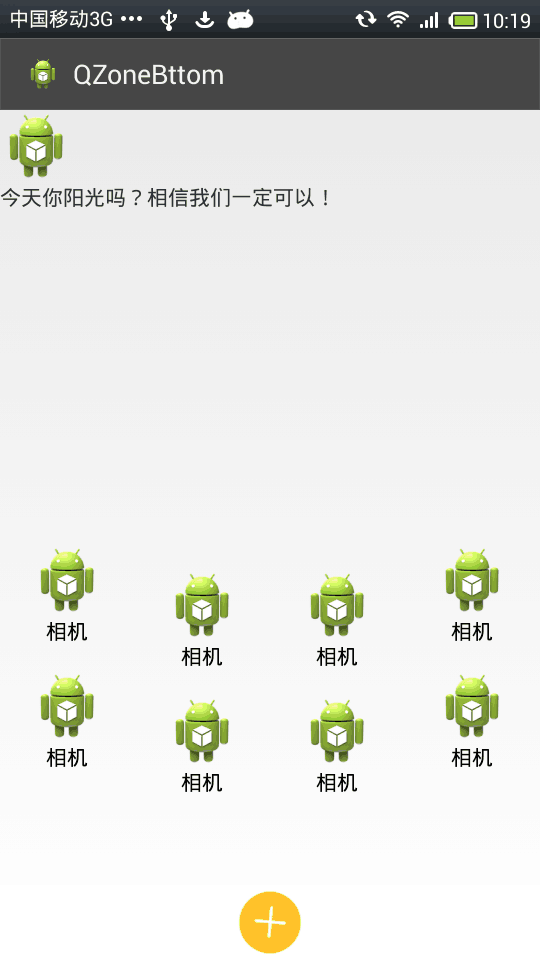 中国移动3G ••• 10:19
QZoneBttom
今天你阳光吗？相信我们一定可以！
相机 相机 相机 相机
相机 相机 相机 相机